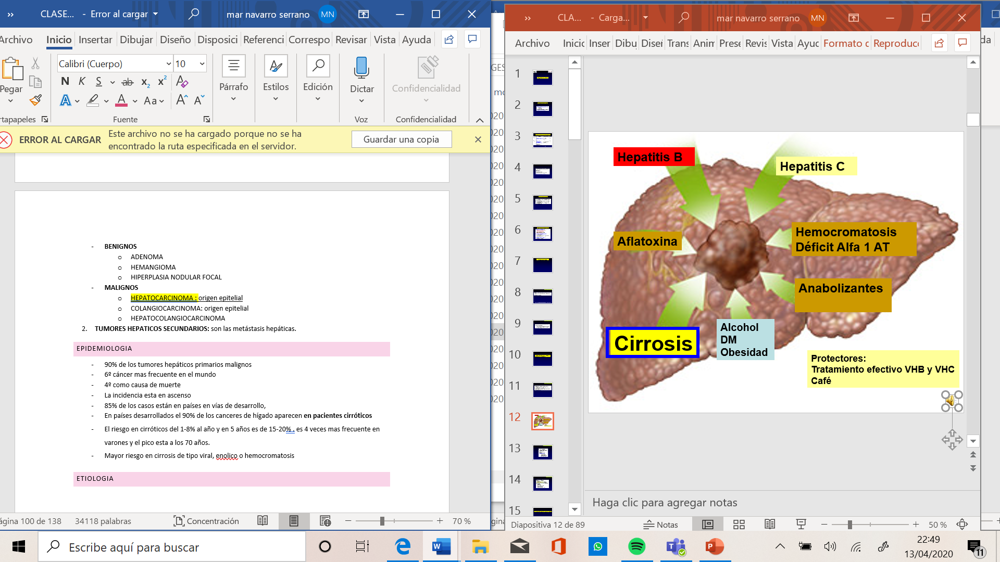 CLASE... - Error al cargar
mar navarro serrano MN
Archivo Inicio Insertar Dibujar Diseño Disposici Referenci Correspo Revisar Vista Ayuda
Calibri (Cuerpo) 10
N K S ab x₂ x² A
A A Aa A A
Pegar
Párrafo Estilos Edición Dictar Confidencialidad
rtapapeles Fuente Voz Confidencialidad
ERROR AL CARGAR Este archivo no se ha cargado porque no se ha
encontrado la ruta especificada en el servidor.
Guardar una copia
- BENIGNOS
o ADENOMA
o HEMANGIOMA
o HIPERPLASIA NODULAR FOCAL
- MALIGNOS
o HEPATOCARCINOMA : origen epitelial
o COLANGIOCARCINOMA: origen epitelial
o HEPATOCOLANGIOCARCINOMA
2. TUMORES HEPATICOS SECUNDARIOS: son las metástasis hepáticas.
EPIDEMIOLOGIA
- 90% de los tumores hepáticos primarios malignos
- 6º cáncer mas frecuente en el mundo
- 4º como causa de muerte
- La incidencia esta en ascenso
- 85% de los casos están en países en vías de desarrollo,
- En países desarrollados el 90% de los canceres de hígado aparecen en pacientes cirróticos
- El riesgo en cirróticos del 1-8% al año y en 5 años es de 15-20% . es 4 veces mas frecuente en
varones y el pico esta a los 70 años.
- Mayor riesgo en cirrosis de tipo viral, enolico o hemocromatosis
ETIOLOGIA
ágina 100 de 138 34118 palabras Concentración 70 %
CLA... - Carga...
mar navarro serrano MN
Archivo Inicic Inser Dibu Diseí Trans Anim Prese Revis Vista Ayuc Formato c Reproduc
1
2
3
4
5
6
7
8
9
10
11
12
13
14
15
Hepatitis B
Hepatitis C
Aflatoxina
Hemocromatosis
Déficit Alfa 1 AT
Anabolizantes
Cirrosis
Alcohol
DM
Obesidad
Protectores:
Tratamiento efectivo VHB y VHC
Café
Haga clic para agregar notas
Diapositiva 12 de 89 Notas 50 %
Escribe aquí para buscar
22:49
13/04/2020
11